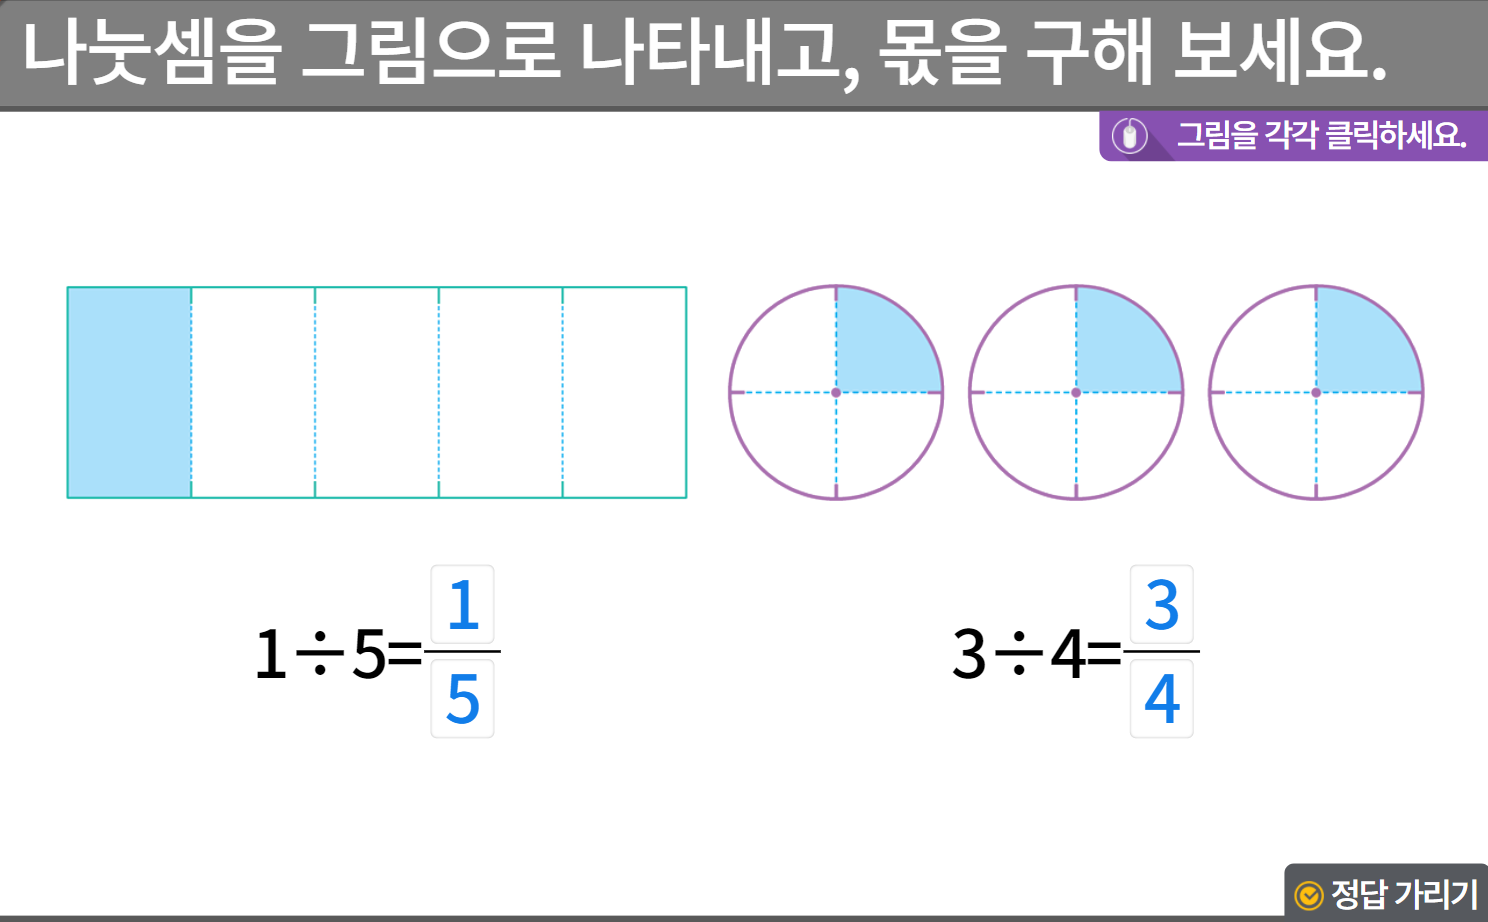 나눗셈을 그림으로 나타내고, 몫을 구해 보세요.
그림을 각각 클릭하세요.
1÷5=1/5
3÷4=3/4
정답 가리기